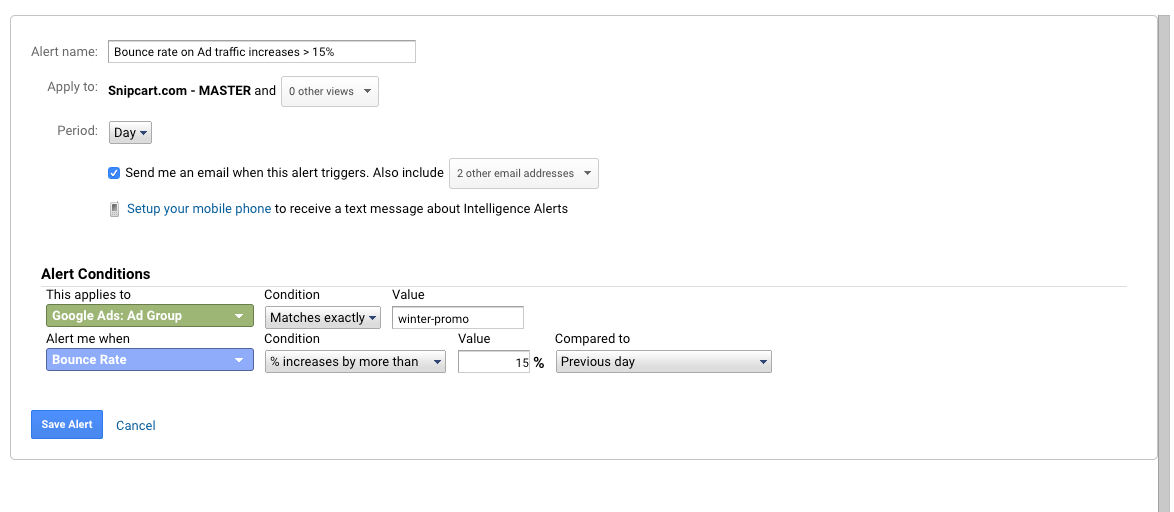 Alert name: Bounce rate on Ad traffic increases > 15%
Apply to: Snipcart.com - MASTER and 0 other views
Period: Day
Send me an email when this alert triggers. Also include 2 other email addresses
Setup your mobile phone to receive a text message about Intelligence Alerts
Alert Conditions
This applies to Condition Value
Google Ads: Ad Group Matches exactly winter-promo
Alert me when Condition Value Compared to
Bounce Rate % increases by more than 15 % Previous day
Save Alert Cancel